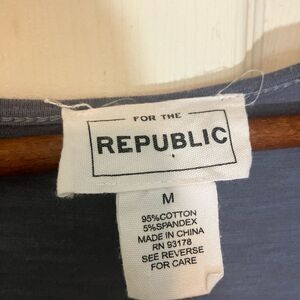 FOR THE
REPUBLIC
M
95%COTTON
5%SPANDEX
MADE IN CHINA
RN 93178
SEE REVERSE
FOR CARE